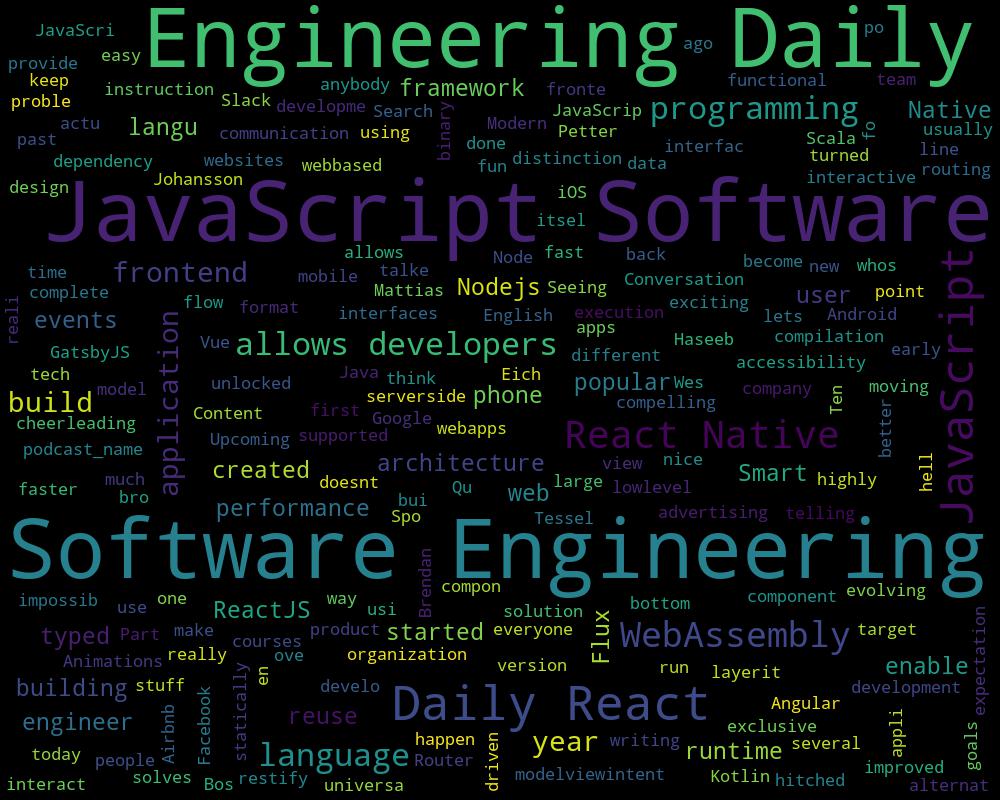 JavaScri
Engineering Daily
po
ago
easy
provide
keep
proble
instruction
anybody
framework
fronte
functional
team
Slack
developme
Search
binary
JavaScrip
programming
Native
actu
past
langu
communication
using
Modern
Petter
fo
usually
done
Scala
line
dependency
websites
webbased
fun
distinction
data
interfac
turned
routing
design
Johansson
interactive
JavaScript Software
iOS
itsel
allows
Node
fast
back
become
new
whos
time
frontend
mobile
talke
Mattias
Nodejs
Seeing
Conversation
JavaScript
complete
flow
format
exciting
user
point
reali
events
application
interfaces
English
execution
lets
Android
apps
Haseeb
compilation
GatsbyJS
Vue
allows developers
different
accessibility
early
tech
model
unlocked
Java
think
Eich
popular
Wes
company
Ten
moving
build
serverside
phone
compelling
better
cheerleading
Content
first
Google
webapps
React Native
podcast_name
Upcoming
supported
much
created
architecture
view
nice
Smart
highly
hell
faster
bro
doesnt
Qu
web
large
lowlevel
performance
bui
Spo
Tessel
advertising
telling
Software Engineering
Brendan
compon
impossib
use
one
ReactJS
way
usi
solution
bottom
component
evolving
typed
Part
make
courses
product
started
everyone
Flux
WebAssembly
target
expectation
Animations
really
ove
organization
version
run
layerit
enable
building
stuff
statically
en
develo
Daily React
Angular
development
engineer
Airbnb
Facebook
reuse
exclusive
appli
goals
today
people
language
Router
happen
driven
year
writing
runtime
several
improved
interact
solves
Bos
restify
universa
modelviewintent
Kotlin
hitched
alternat